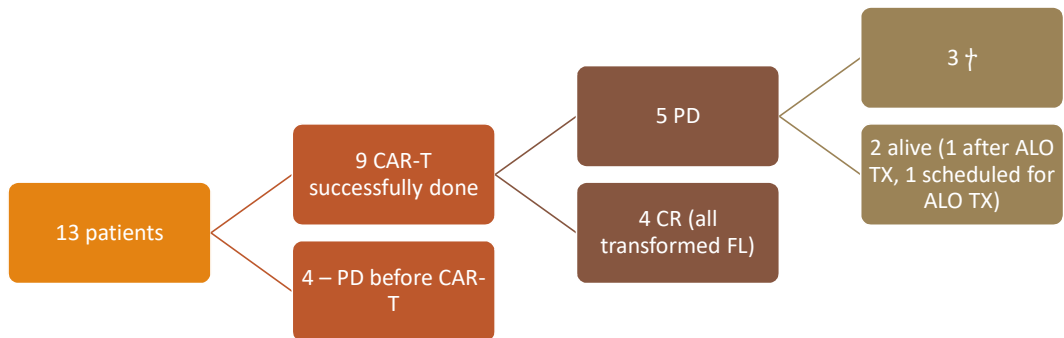 13 patients
9 CAR-T
successfully done
4 – PD before CAR-
T
5 PD
4 CR (all
transformed FL)
3 †
2 alive (1 after ALO
TX, 1 scheduled for
ALO TX)